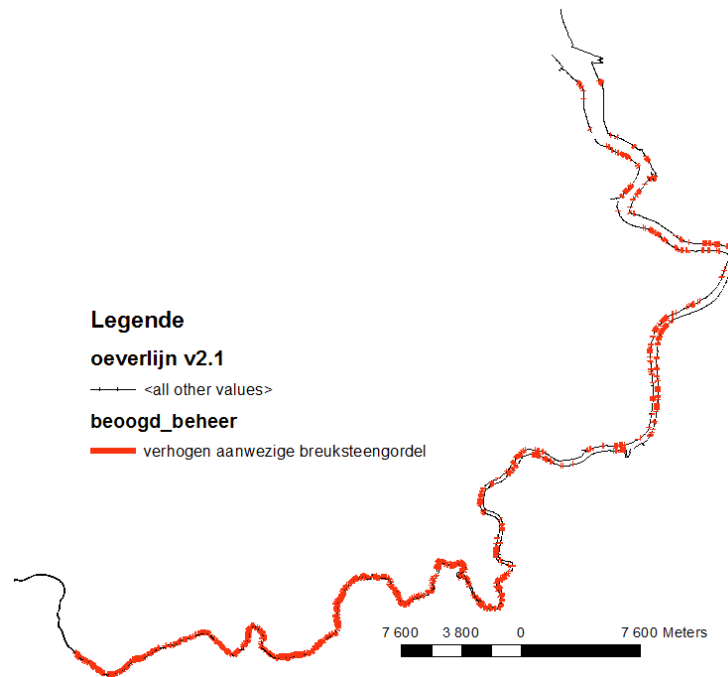 Legende
oeverlijn v2.1
<all other values>
beoogd_beheer
verhogen aanwezige breuksteengordel
7 600 3 800 0 7 600 Meters